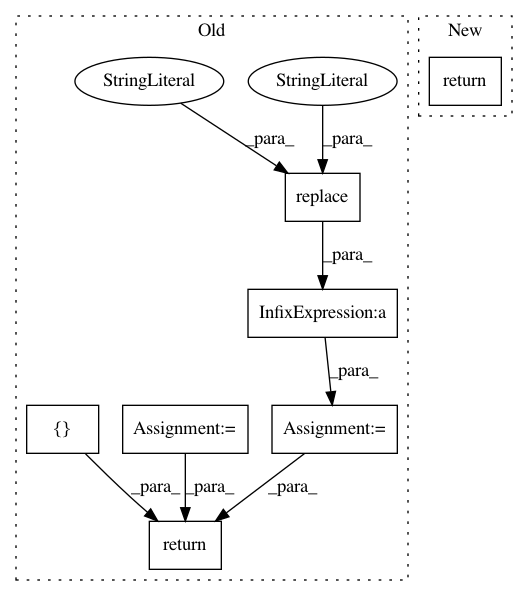 Old
New
StringLiteral
StringLiteral
return
_para_
_para_
replace
_para_
InfixExpression:a
_para_
{}
Assignment:=
Assignment:=
_para_
_para_
_para_
return